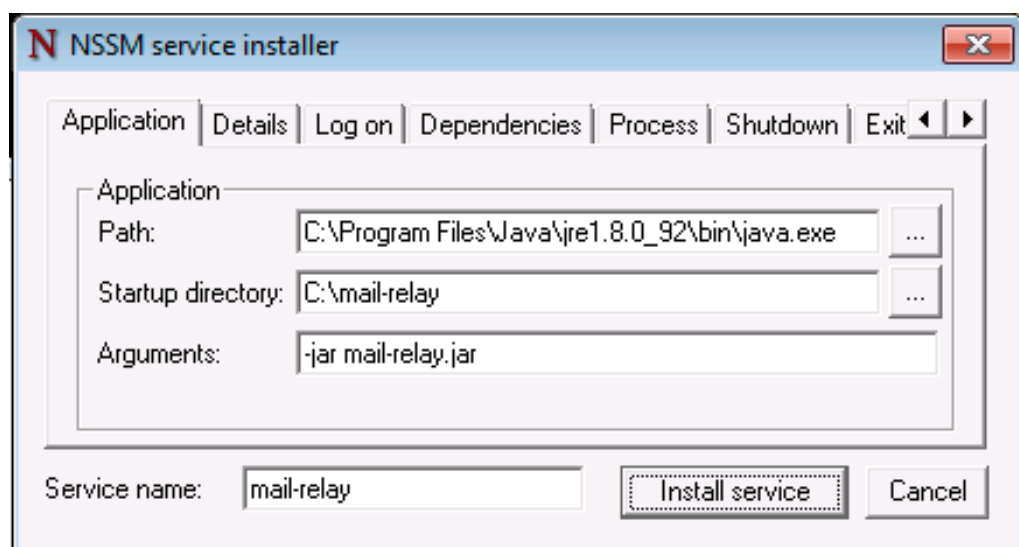 N NSSM service installer
Application Details Log on Dependencies Process Shutdown Exit
Application
Path: C:\Program Files\Java\jre1.8.0_92\bin\java.exe ...
Startup directory: C:\mail-relay ...
Arguments: -jar mail-relay.jar
Service name: mail-relay Install service Cancel